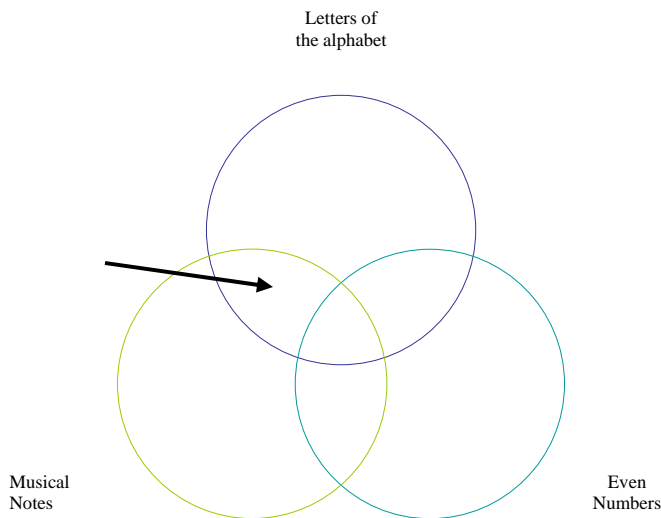 Letters of
the alphabet
Musical
Notes
Even
Numbers